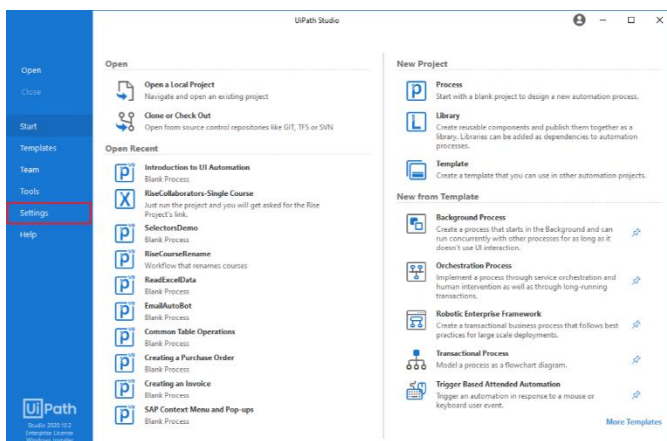 UiPath Studio
Open
Close
Start
Templates
Team
Tools
Settings
Help
UiPath
Studio 2020.10.2
Enterprise License
Windows Installer
Open
Open a Local Project
Navigate and open an existing project
Clone or Check Out
Open from source control repositories like GIT, TFS or SVN
Open Recent
Introduction to UI Automation
Blank Process
RiseCollaborators-Single Course
Just run the project and you will get asked for the Rise
Project's link.
SelectorsDemo
Blank Process
RiseCourseRename
Workflow that renames courses
ReadExcelData
Blank Process
EmailAutoBot
Blank Process
Common Table Operations
Blank Process
Creating a Purchase Order
Blank Process
Creating an Invoice
Blank Process
SAP Context Menu and Pop-ups
Blank Process
New Project
Process
Start with a blank project to design a new automation process.
Library
Create reusable components and publish them together as a
library. Libraries can be added as dependencies to automation
processes.
Template
Create a template that you can use in other automation projects.
New from Template
Background Process
Create a process that starts in the Background and can
run concurrently with other processes for as long as it
doesn't use UI interaction.
Orchestration Process
Implement a process through service orchestration and
human intervention as well as through long-running
transactions.
Robotic Enterprise Framework
Create a transactional business process that follows best
practices for large scale deployments.
Transactional Process
Model a process as a flowchart diagram.
Trigger Based Attended Automation
Trigger an automation in response to a mouse or
keyboard user event.
More Templates